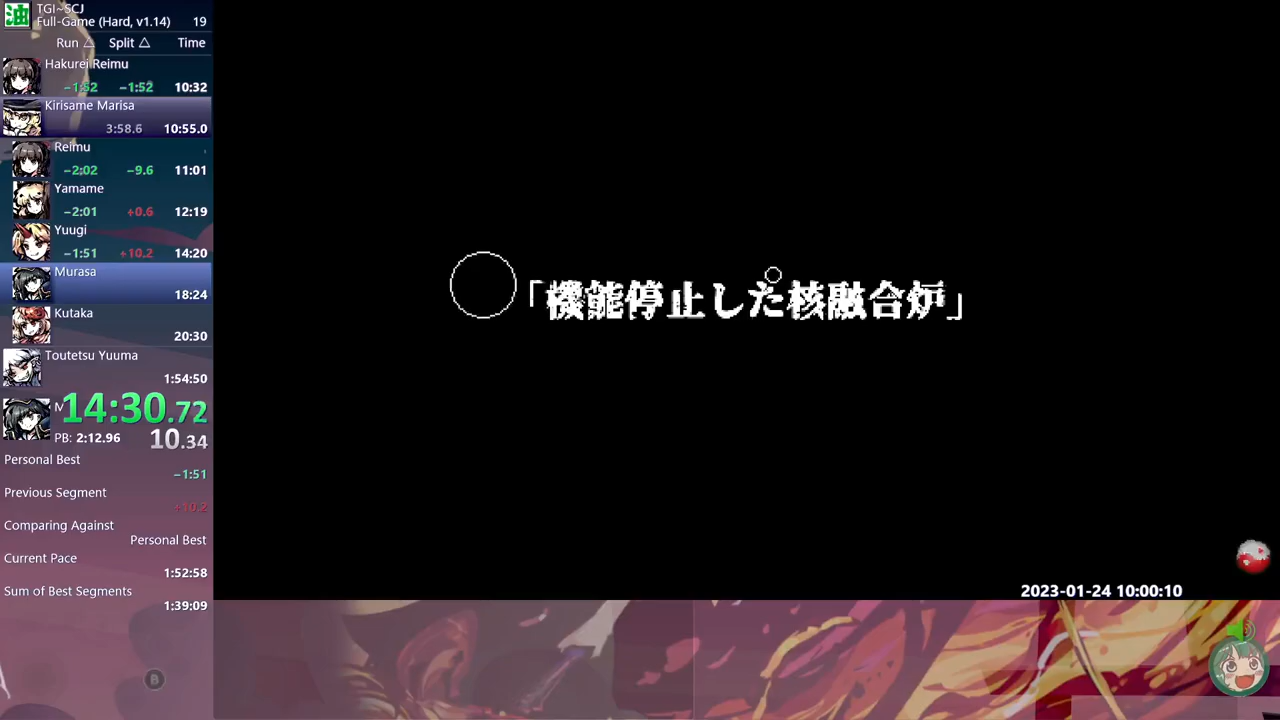 油
TGI~SCJ
Full-Game (Hard, v1.14) 19
Run △ Split △ Time
Hakurei Reimu
−1:52 −1:52 10:32
Kirisame Marisa
3:58.6 10:55.0
Reimu
−2:02 −9.6 11:01
Yamame
−2:01 +0.6 12:19
Yuugi
−1:51 +10.2 14:20
Murasa
18:24
Kutaka
20:30
Toutetsu Yuuma
1:54:50
M 14:30.72
PB: 2:12.96 10.34
Personal Best
−1:51
Previous Segment
+10.2
Comparing Against
Personal Best
Current Pace
1:52:58
Sum of Best Segments
1:39:09
「機能停止した核融合炉」
2023-01-24 10:00:10
B